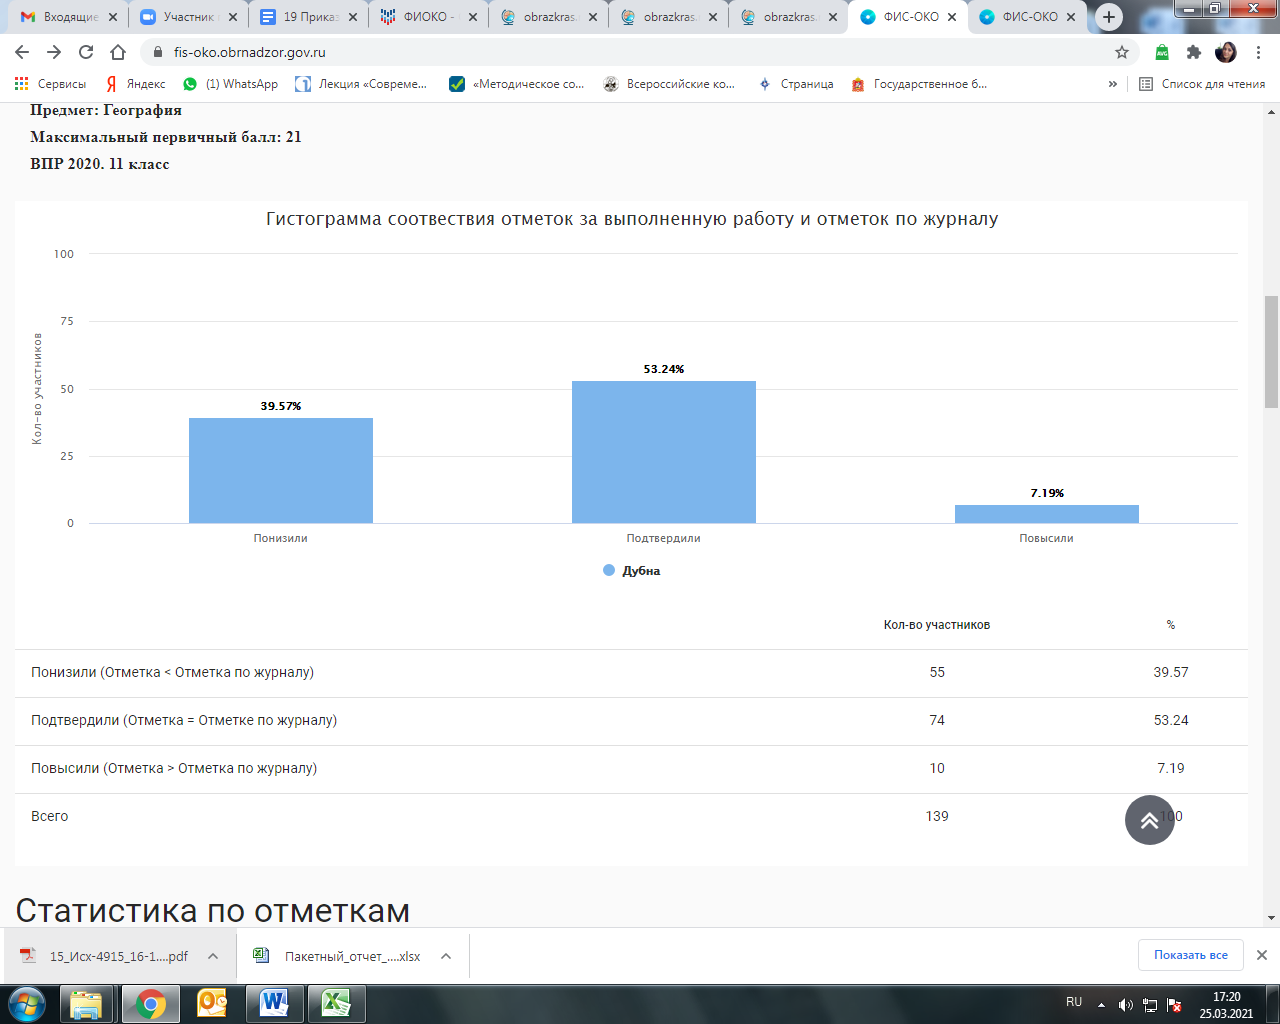 Входящие
Участник
19 Приказ
ФИОКО -
obrazkras.
obrazkras.
obrazkras.
ФИС-ОКО
ФИС-ОКО
fis-oko.obrnadzor.gov.ru
Сервисы
Яндекс
(1) WhatsApp
Лекция «Совреме...
«Методическое со...
Всероссийские ко...
Страница
Государственное б...
»
Список для чтения
Предмет: География
Максимальный первичный балл: 21
ВПР 2020. 11 класс
Гистограмма соотвествия отметок за выполненную работу и отметок по журналу
Кол-во участников
100
75
50
25
0
39.57%
53.24%
7.19%
Понизили
Подтвердили
Повысили
Дубна
Кол-во участников %
Понизили (Отметка < Отметка по журналу) 55 39.57
Подтвердили (Отметка = Отметке по журналу) 74 53.24
Повысили (Отметка > Отметка по журналу) 10 7.19
Всего 139 100
Статистика по отметкам
15_Исх-4915_16-1....pdf
Пакетный_отчет_....xlsx
Показать все
RU
17:20
25.03.2021